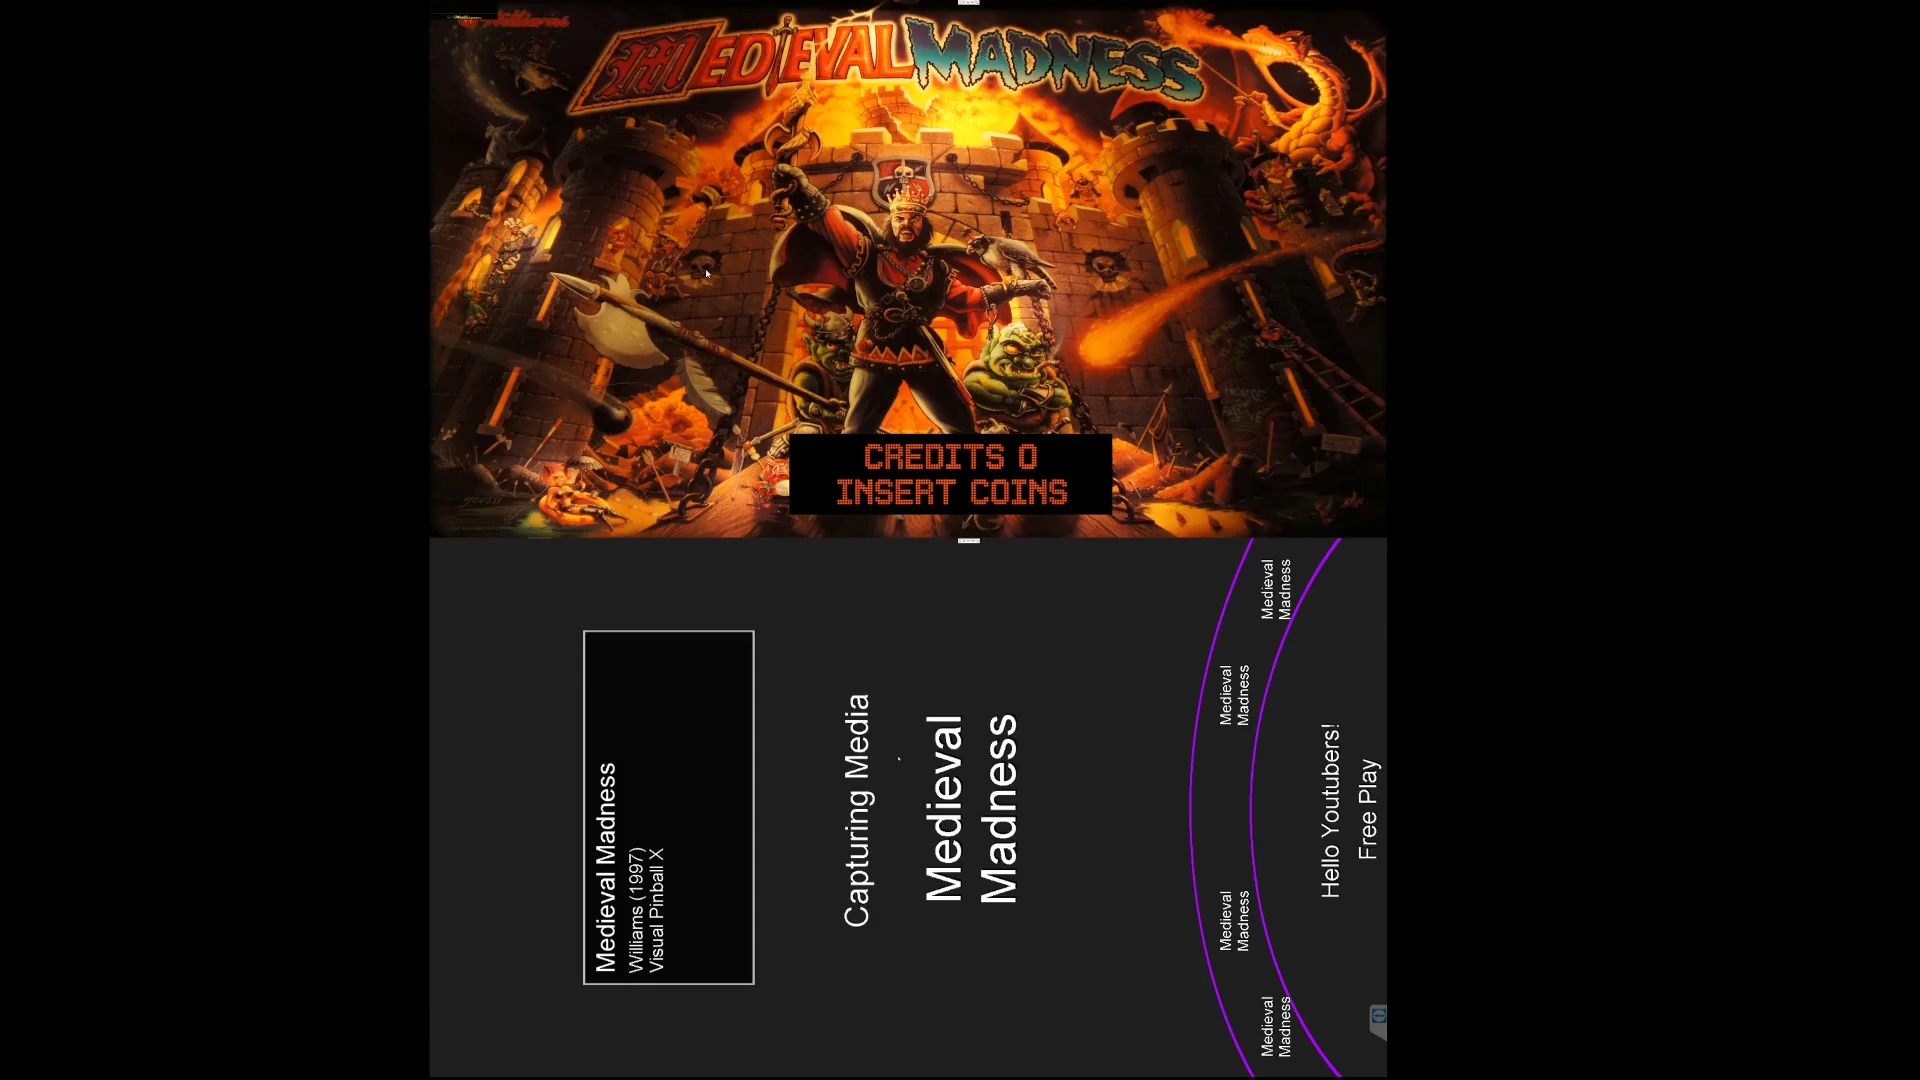 Williams
MEDIEVAL MADNESS
CREDITS 0
INSERT COINS
Medieval Madness
Williams (1997)
Visual Pinball X
Capturing Media
Medieval
Madness
Medieval
Madness
Medieval
Madness
Medieval
Madness
Medieval
Madness
Hello Youtubers!
Free Play